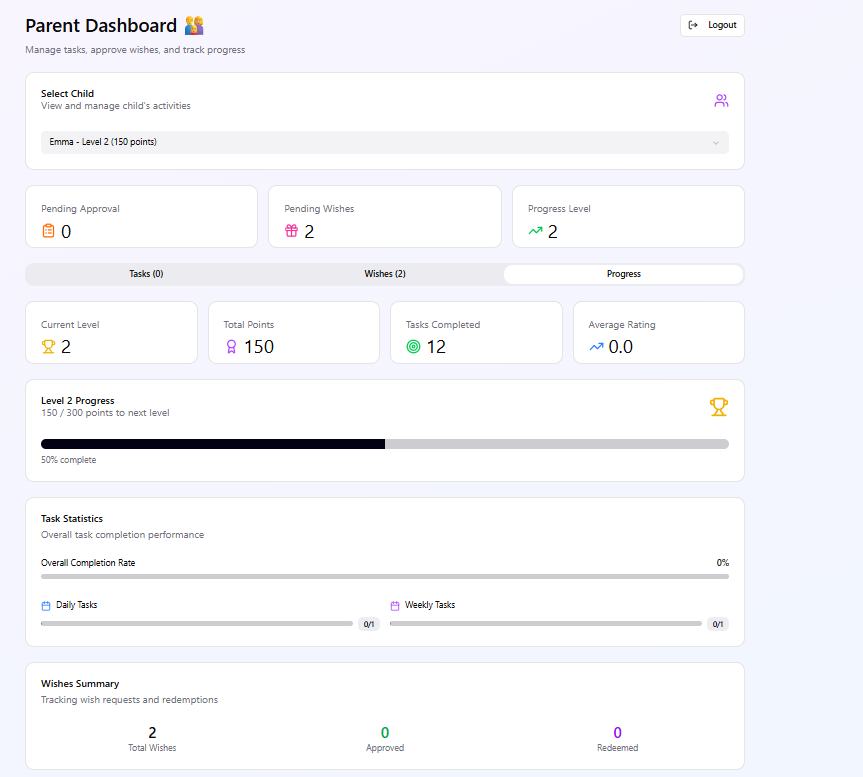 Parent Dashboard
Logout
Manage tasks, approve wishes, and track progress
Select Child
View and manage child's activities
Emma - Level 2 (150 points)
Pending Approval
0
Pending Wishes
2
Progress Level
2
Tasks (0)
Wishes (2)
Progress
Current Level
2
Total Points
150
Tasks Completed
12
Average Rating
0.0
Level 2 Progress
150 / 300 points to next level
50% complete
Task Statistics
Overall task completion performance
Overall Completion Rate
0%
Daily Tasks
0/1
Weekly Tasks
0/1
Wishes Summary
Tracking wish requests and redemptions
2
Total Wishes
0
Approved
0
Redeemed